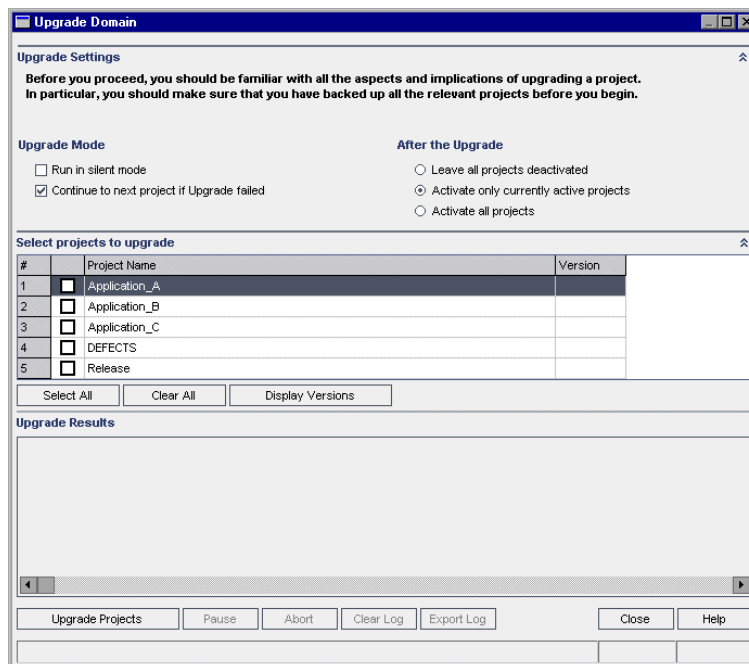 Upgrade Domain
Upgrade Settings
Before you proceed, you should be familiar with all the aspects and implications of upgrading a project.
In particular, you should make sure that you have backed up all the relevant projects before you begin.
Upgrade Mode
After the Upgrade
Run in silent mode
Leave all projects deactivated
Continue to next project if Upgrade failed
Activate only currently active projects
Activate all projects
Select projects to upgrade
# Project Name Version
1 Application_A
2 Application_B
3 Application_C
4 DEFECTS
5 Release
Select All Clear All Display Versions
Upgrade Results
Upgrade Projects Pause Abort Clear Log Export Log Close Help